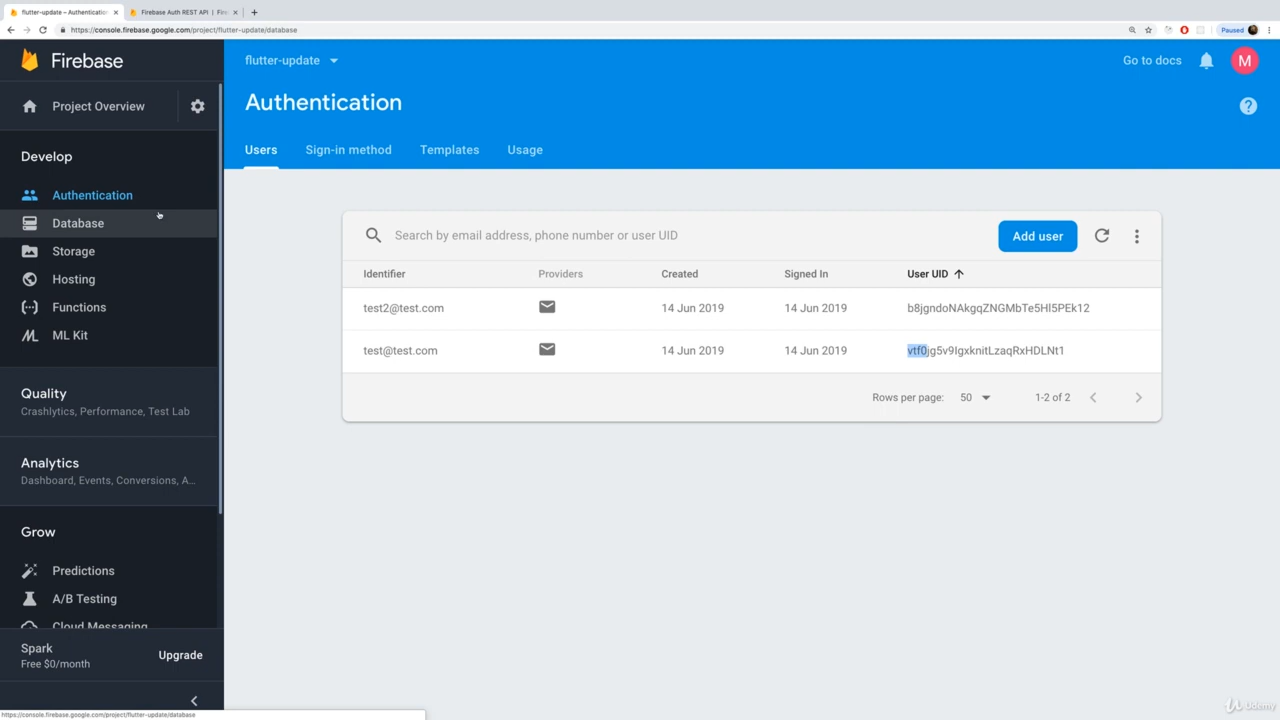 flutter-update – Authentication
Firebase Auth REST API | Fire
https://console.firebase.google.com/project/flutter-update/database
Paused
Firebase
flutter-update
Go to docs
M
Project Overview
Authentication
Users
Sign-in method
Templates
Usage
Develop
Authentication
Database
Storage
Hosting
Functions
ML Kit
Search by email address, phone number or user UID
Add user
Identifier Providers Created Signed In User UID
test2@test.com 14 Jun 2019 14 Jun 2019 b8jgndoNAkgqZNGMbTe5Hl5PEk12
test@test.com 14 Jun 2019 14 Jun 2019 vtf0jg5v9IgxknitLzaqRxHDLNt1
Rows per page: 50 1-2 of 2
Quality
Crashlytics, Performance, Test Lab
Analytics
Dashboard, Events, Conversions, A...
Grow
Predictions
A/B Testing
Cloud Messaging
Spark
Free $0/month
Upgrade
https://console.firebase.google.com/project/flutter-update/database
Udemy